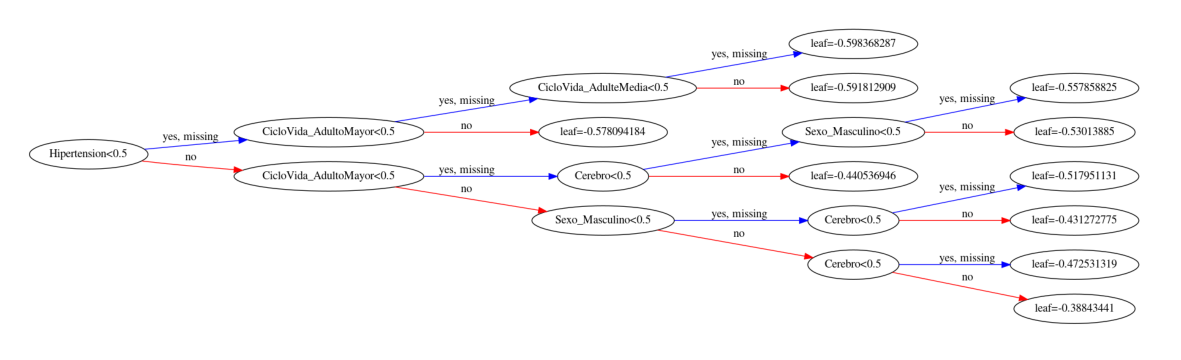 leaf=-0.598368287
yes, missing
CicloVida_AdulteMedia<0.5
no
leaf=-0.591812909
leaf=-0.557858825
yes, missing
yes, missing
CicloVida_AdultoMayor<0.5
no
leaf=-0.578094184
Sexo_Masculino<0.5
no
leaf=-0.53013885
yes, missing
yes, missing
Hipertension<0.5
no
CicloVida_AdultoMayor<0.5
yes, missing
Cerebro<0.5
no
leaf=-0.440536946
leaf=-0.517951131
no
yes, missing
Sexo_Masculino<0.5
yes, missing
Cerebro<0.5
no
leaf=-0.431272775
no
Cerebro<0.5
yes, missing
leaf=-0.472531319
no
leaf=-0.38843441